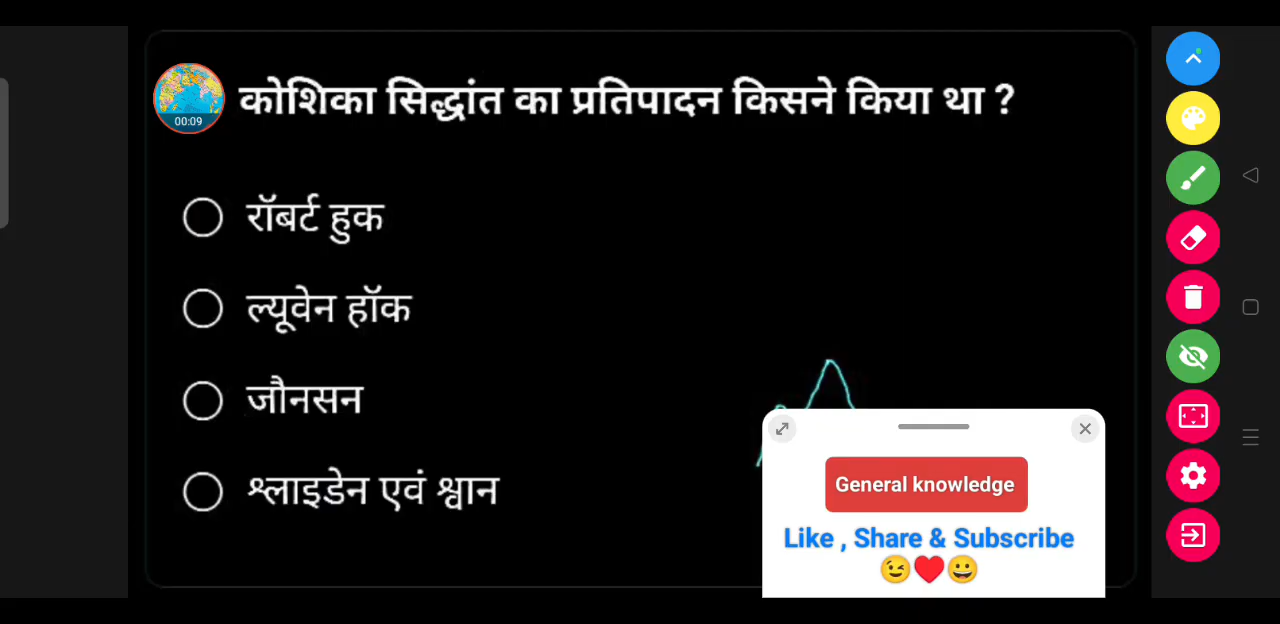 कोशिका सिद्धांत का प्रतिपादन किसने किया था ?
00:09
रॉबर्ट हुक
ल्यूवेन हॉक
जौनसन
श्लाइडेन एवं श्वान
General knowledge
Like , Share & Subscribe
😉❤️😀